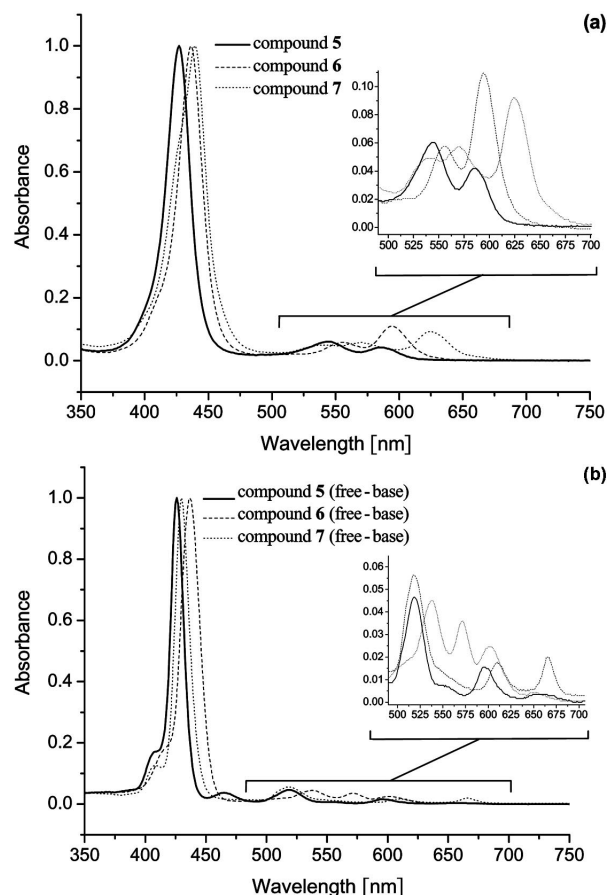 (a)
compound 5
compound 6
compound 7
1.0
0.8
0.6
0.4
0.2
0.0
Absorbance
0.10
0.08
0.06
0.04
0.02
0.00
500 525 550 575 600 625 650 675 700
350 400 450 500 550 600 650 700 750
Wavelength [nm]
(b)
compound 5 (free-base)
compound 6 (free-base)
compound 7 (free-base)
1.0
0.8
0.6
0.4
0.2
0.0
Absorbance
0.06
0.05
0.04
0.03
0.02
0.01
0.00
500 525 550 575 600 625 650 675 700
350 400 450 500 550 600 650 700 750
Wavelength [nm]